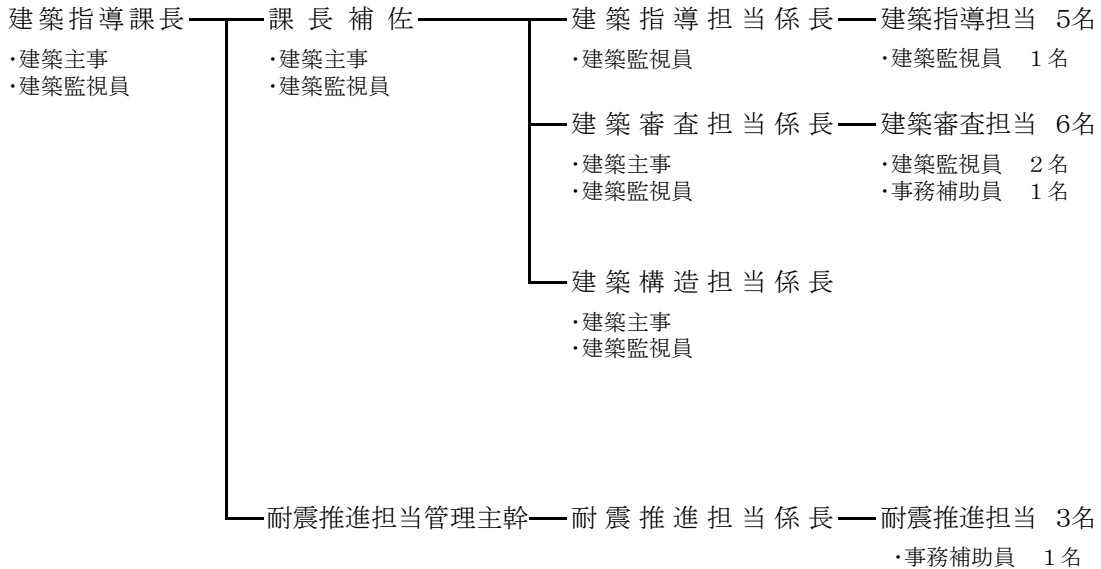 建築指導課長 課長補佐 建築指導担当係長 建築指導担当 5名
・建築主事 ・建築主事 ・建築監視員 ・建築監視員 1名
・建築監視員 ・建築監視員
建築審査担当係長 建築審査担当 6名
・建築主事 ・建築監視員 2名
・建築監視員 ・事務補助員 1名
建築構造担当係長
・建築主事
・建築監視員
耐震推進担当管理主幹 耐震推進担当係長 耐震推進担当 3名
・事務補助員 1名